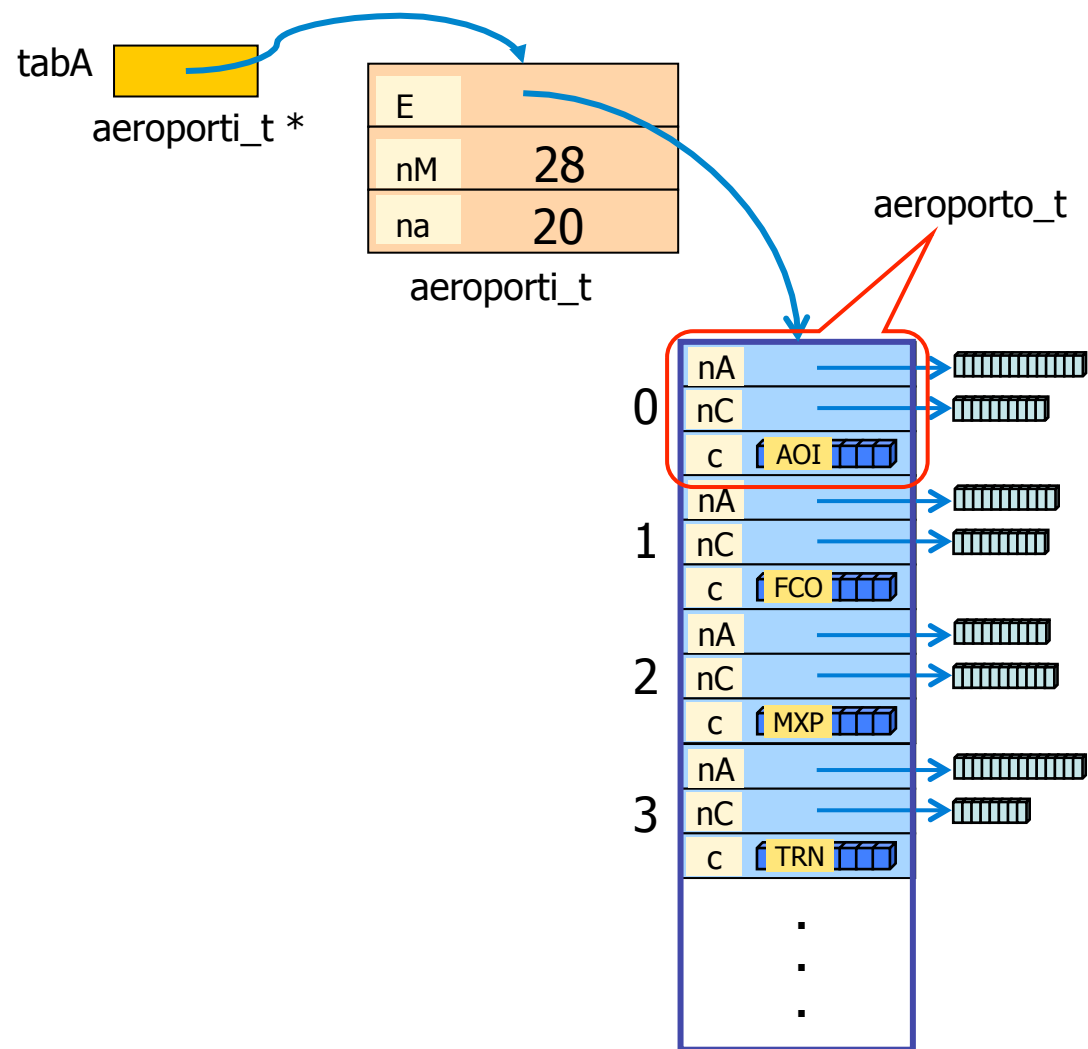 tabA
aeroporti_t *
E
nM 28
na 20
aeroporti_t
aeroporto_t
0
nA
nC
c AOI
1
nA
nC
c FCO
2
nA
nC
c MXP
3
nA
nC
c TRN
.
.
.